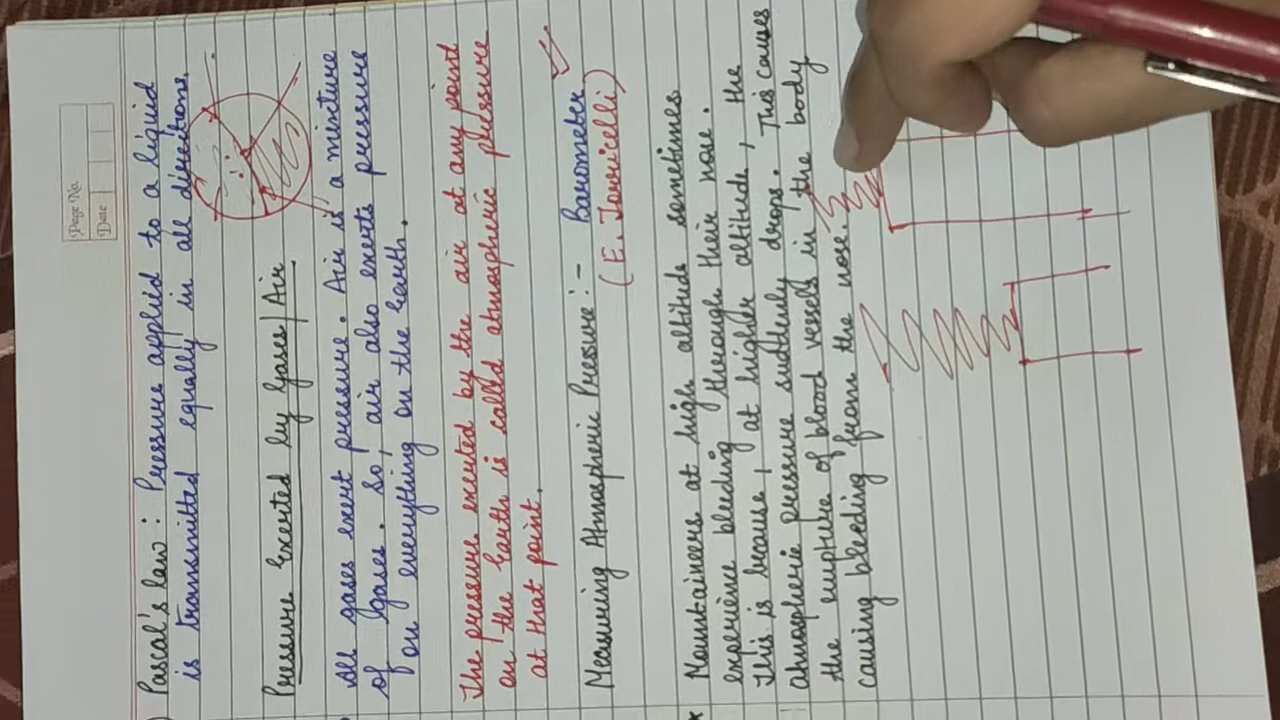 Page No.
Date
Pascal's law : Pressure applied to a liquid
is transmitted equally in all directions.
Pressure Exerted by Gases/Air
All gases exert pressure. Air is a mixture
of gases. So, air also exerts pressure
on everything on the Earth.
The pressure exerted by the air at any point
on the Earth is called atmospheric pressure
at that point.
Measuring Atmospheric Pressure :- Barometer
(E. Torricelli)
Mountaineers at high altitude sometimes
experience bleeding through their nose.
This is because, at higher altitude, the
atmospheric pressure suddenly drops. This causes
the rupture of blood vessels in the body
causing bleeding from the nose.